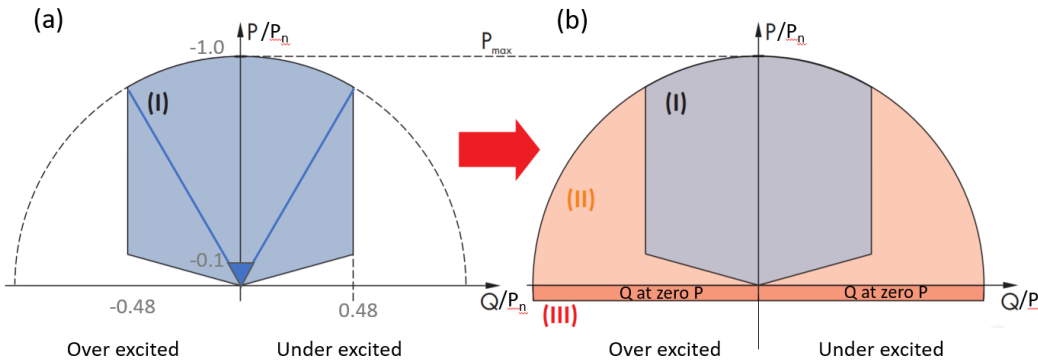 (a)
P/Pn
-1.0
Pmax
(I)
-0.1
-0.48
0.48
Q/Pn
Over excited
Under excited
(b)
P/Pn
(I)
(II)
Q at zero P
Q at zero P
(III)
Q/P
Over excited
Under excited